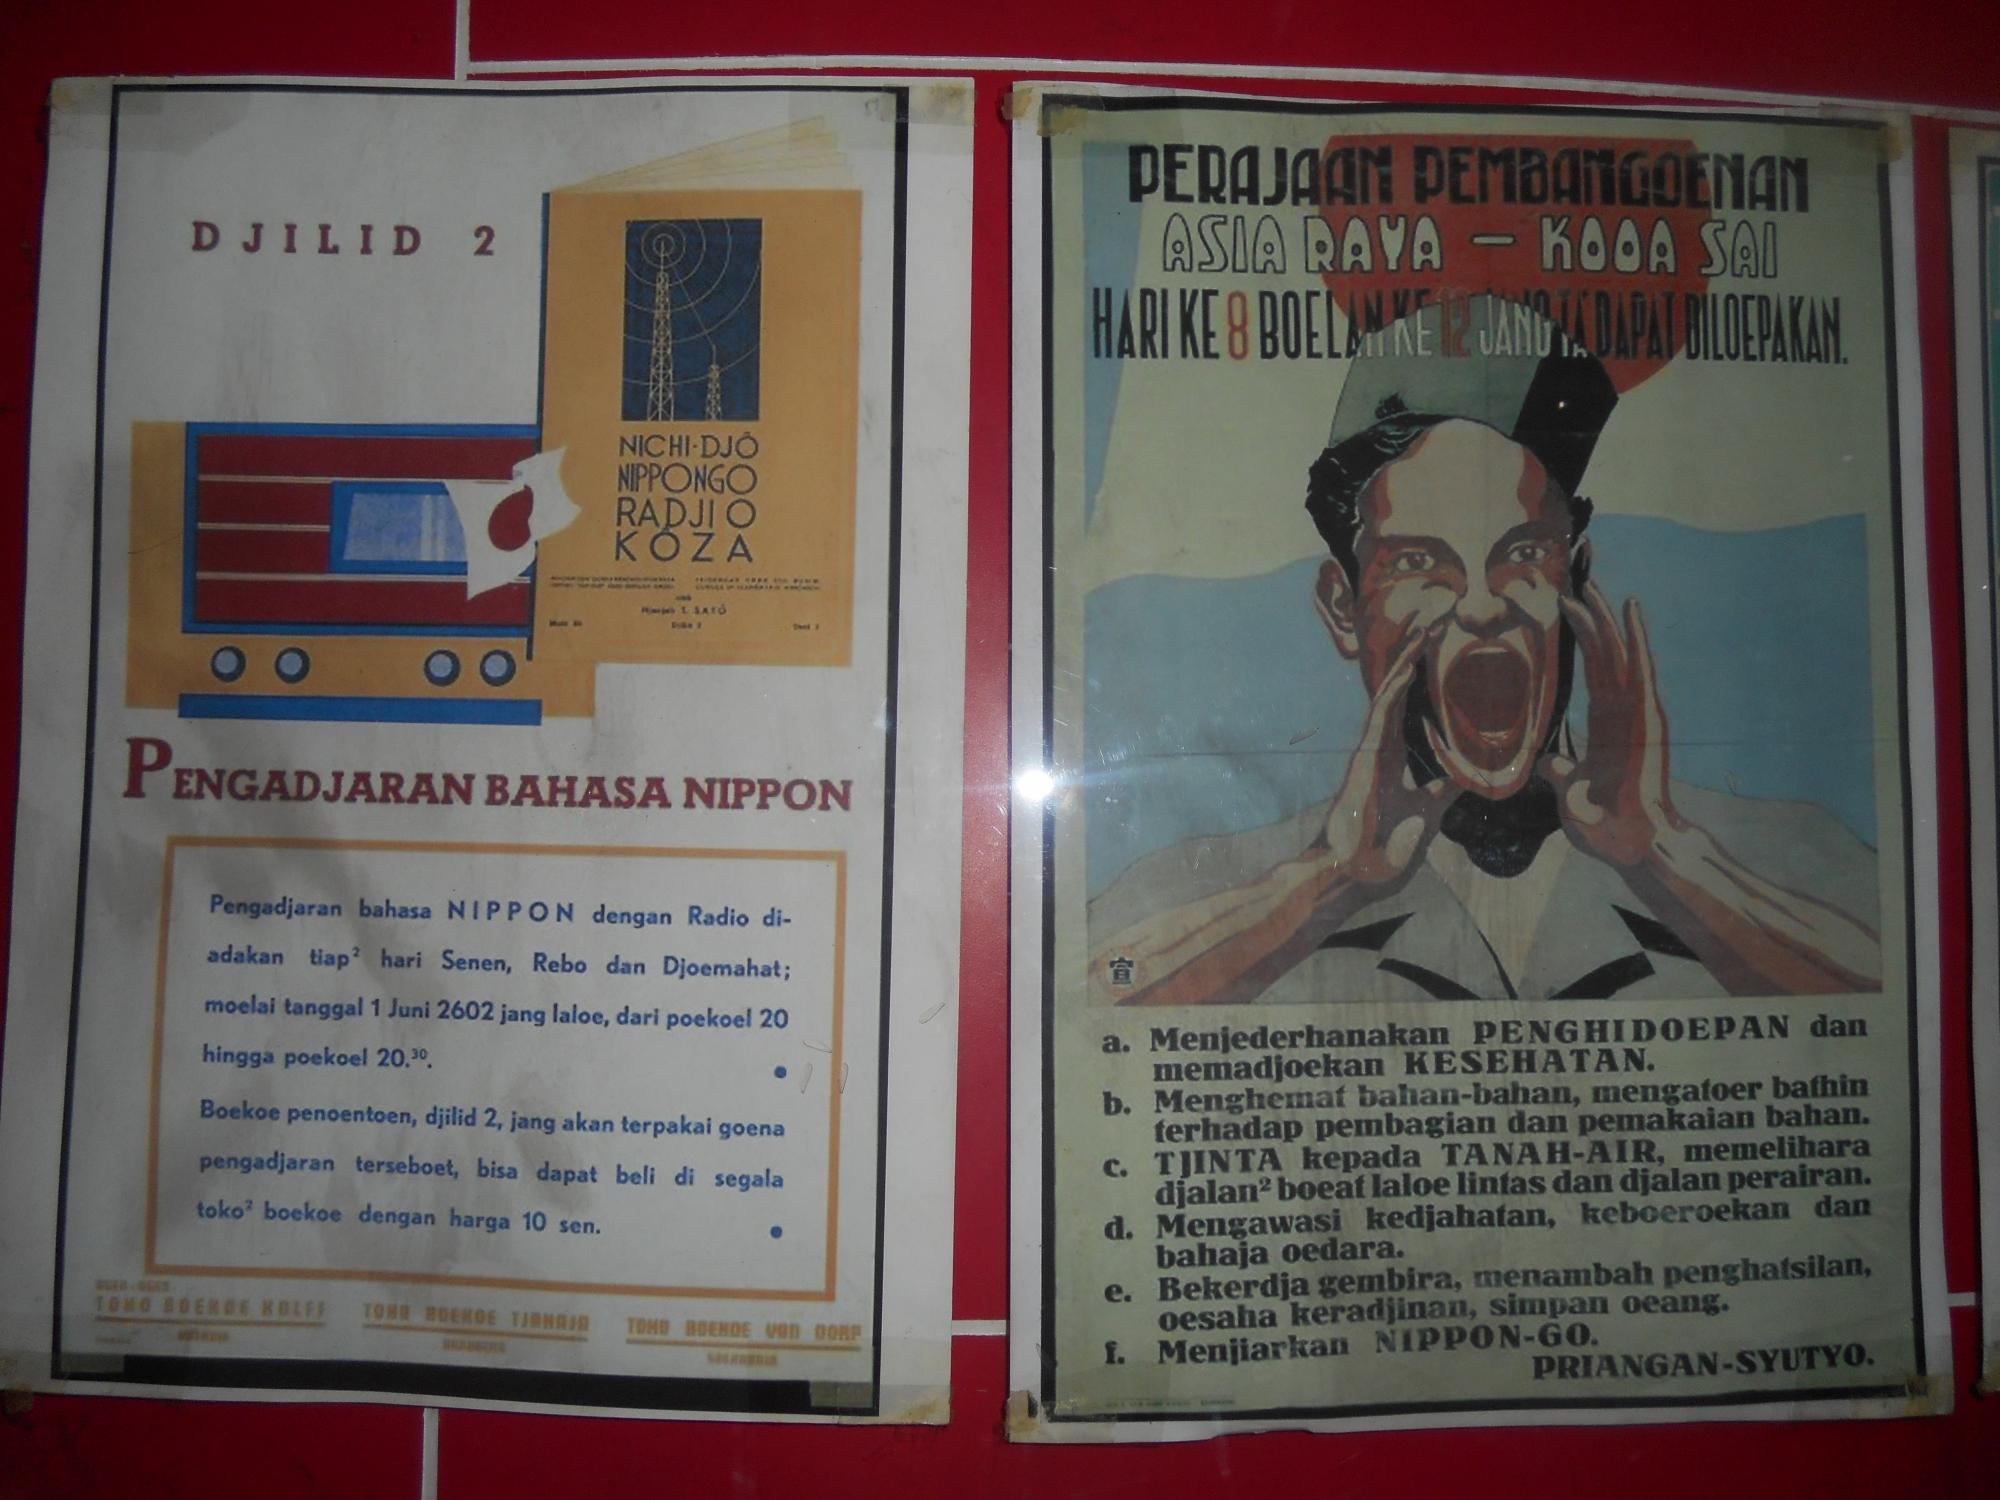 DJILID 2
NICHI-DJÔ
NIPPONGO
RADJIO
KÔZA
oleh
T. SATÔ
PENGADJARAN BAHASA NIPPON
Pengadjaran bahasa NIPPON dengan Radio di-
adakan tiap² hari Senen, Rebo dan Djoemahat;
moelai tanggal 1 Juni 2602 jang laloe, dari poekoel 20
hingga poekoel 20.³⁰.
Boekoe penoentoen, djilid 2, jang akan terpakai goena
pengadjaran terseboet, bisa dapat beli di segala
toko² boekoe dengan harga 10 sen.
TOKO BOEKOE KOLFF
TOKO BOEKOE TJANAJA
TOKO BOEKOE VAN DORP
PERAJAAN PEMBANGOENAN
ASIA RAYA – KOOA SAI
HARI KE 8 BOELAN KE 12 JANG TA' DAPAT DILOEPAKAN.
宣
a. Menjederhanakan PENGHIDOEPAN dan
memadjoekan KESEHATAN.
b. Menghemat bahan-bahan, mengatoer bathin
terhadap pembagian dan pemakaian bahan.
c. TJINTA kepada TANAH-AIR, memelihara
djalan² boeat laloe lintas dan djalan perairan.
d. Mengawasi kedjahatan, keboeroekan dan
bahaja oedara.
e. Bekerdja gembira, menambah penghatsilan,
oesaha keradjinan, simpan oeang.
f. Menjiarkan NIPPON-GO.
PRIANGAN-SYUTYO.